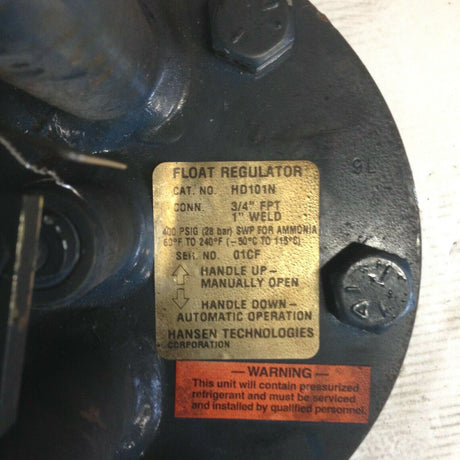 FLOAT REGULATOR
CAT. NO. HD101N
CONN. 3/4" FPT
1" WELD
400 PSIG (28 bar) SWP FOR AMMONIA
60°F TO 240°F (-50°C TO 115°C)
SER. NO. 01CF
HANDLE UP-
MANUALLY OPEN
HANDLE DOWN-
AUTOMATIC OPERATION
HANSEN TECHNOLOGIES
CORPORATION
- WARNING -
This unit will contain pressurized
refrigerant and must be serviced
and installed by qualified personnel.